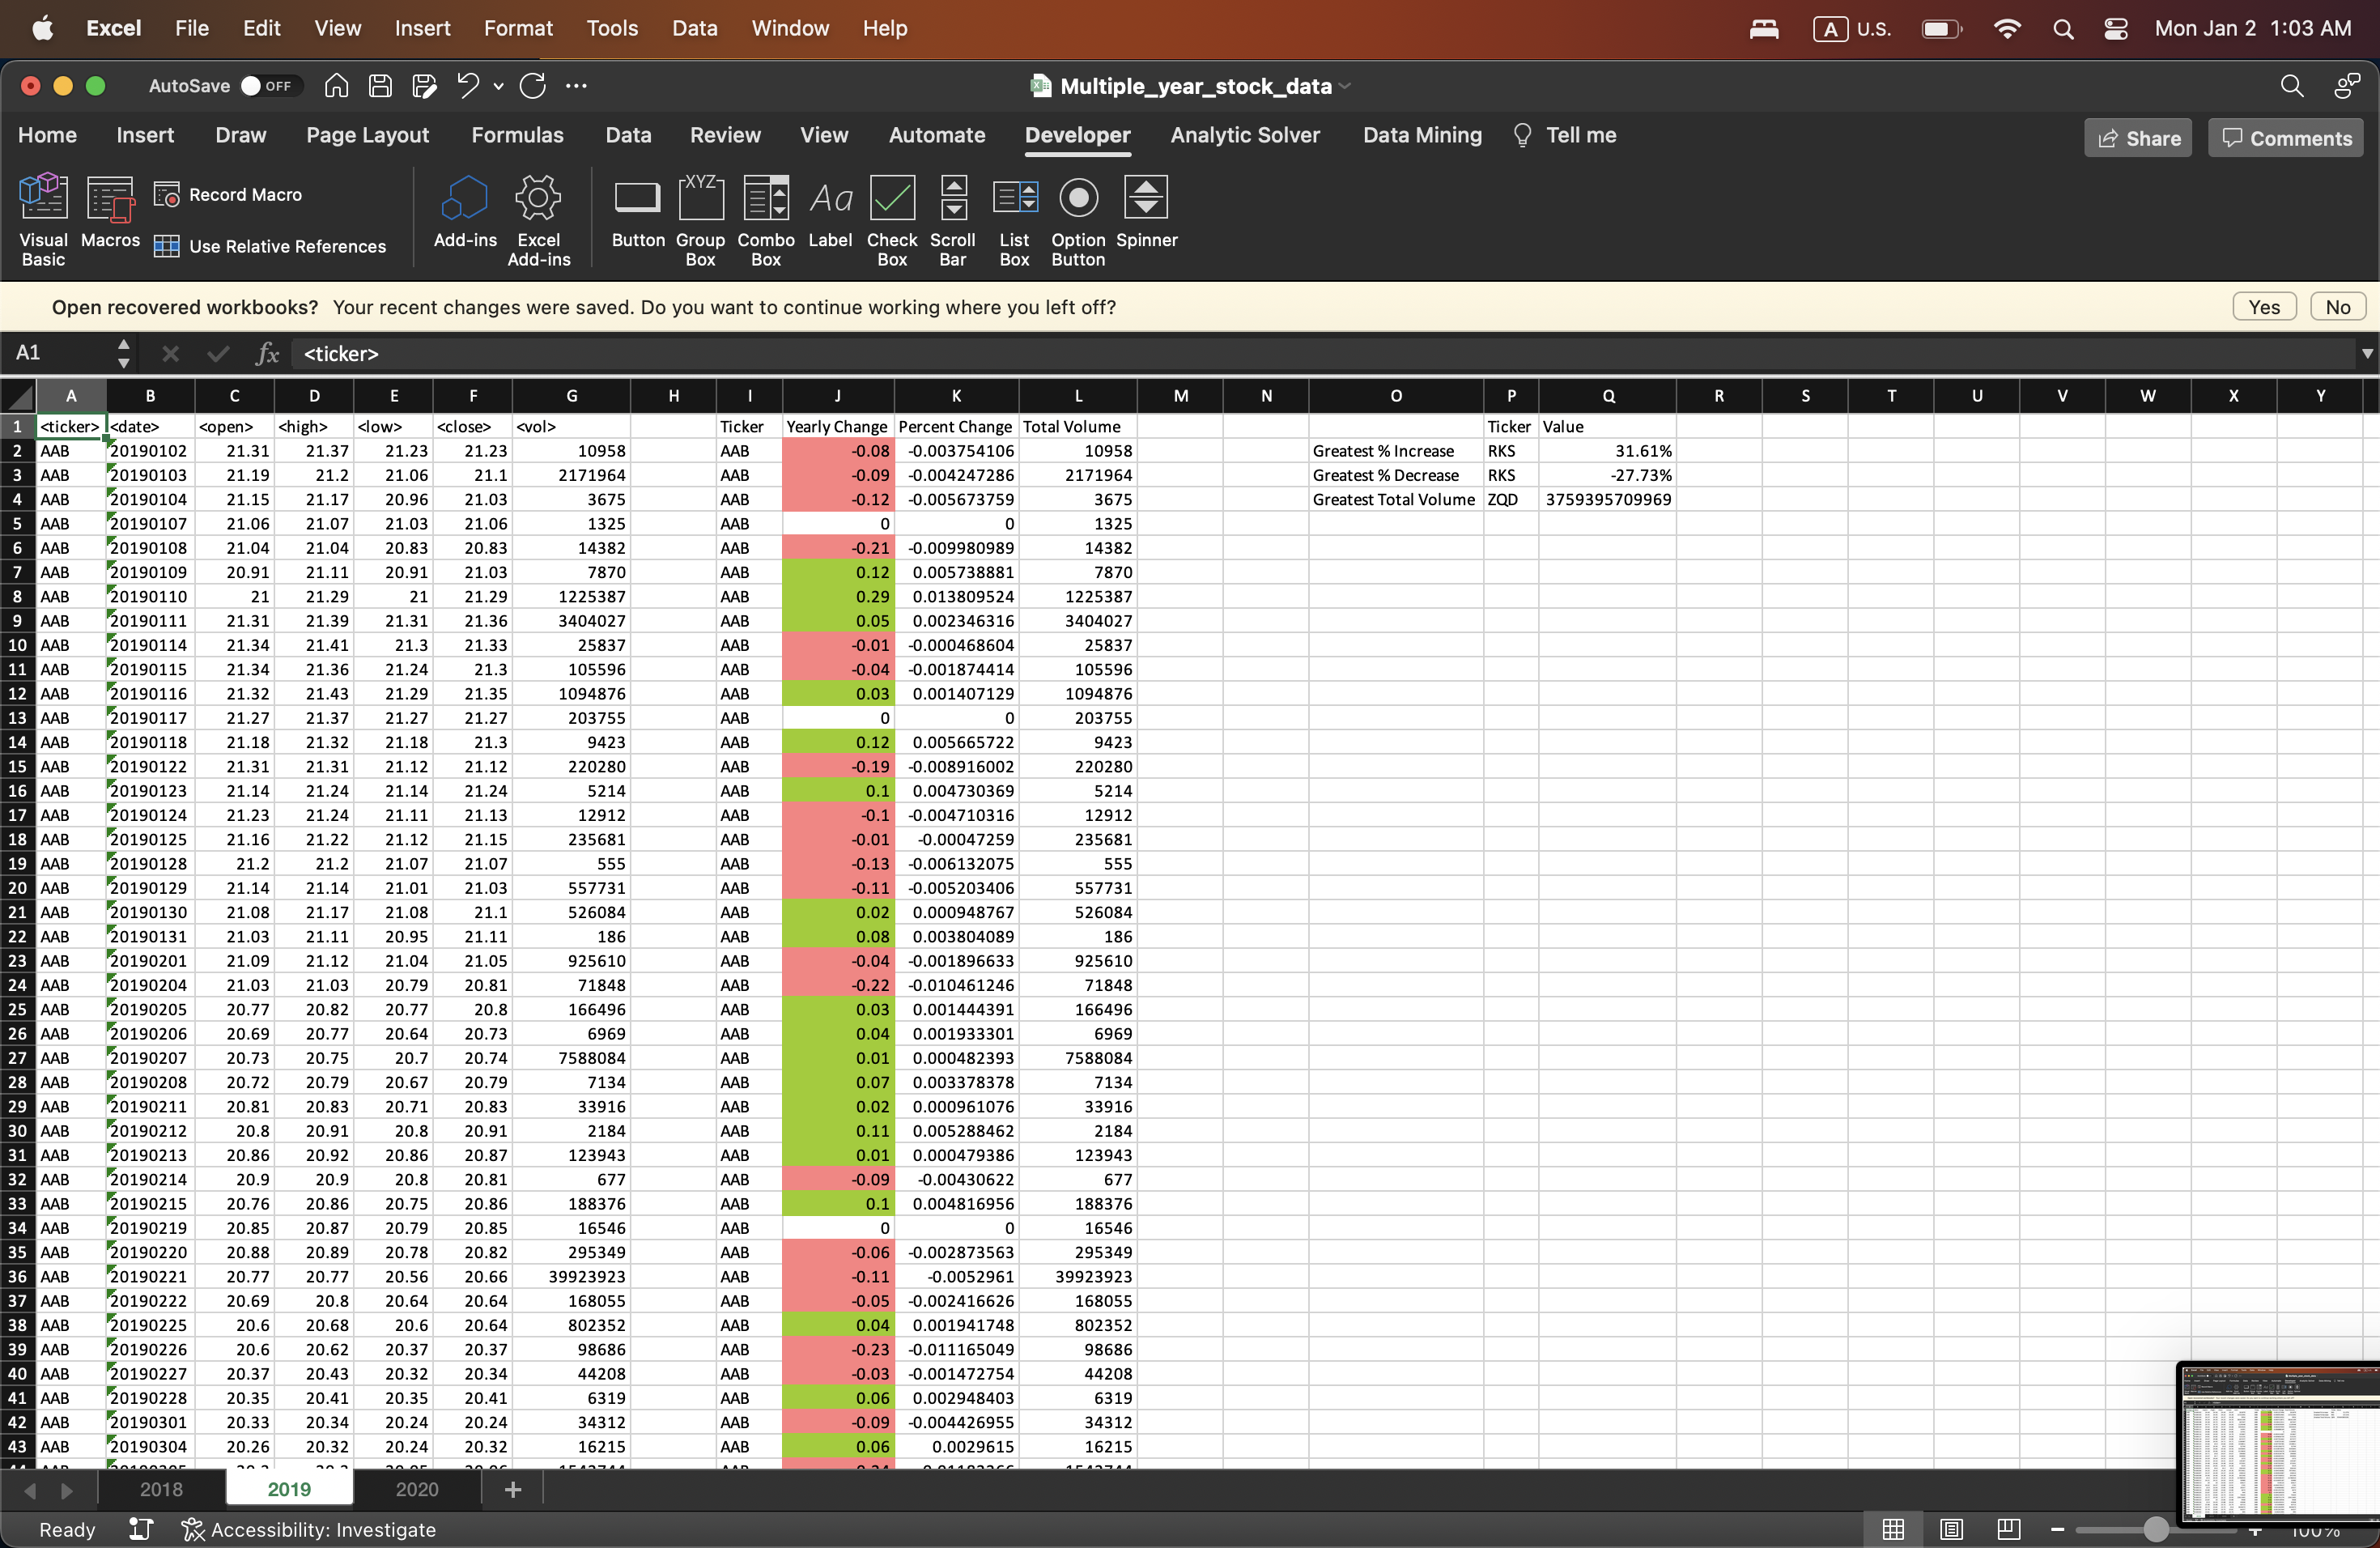 Excel File Edit View Insert Format Tools Data Window Help A U.S. Mon Jan 2 1:03 AM
AutoSave OFF Multiple_year_stock_data
Home Insert Draw Page Layout Formulas Data Review View Automate Developer Analytic Solver Data Mining Tell me Share Comments
Visual Basic Macros Record Macro Use Relative References Add-ins Excel Add-ins Button XYZ Group Box Combo Box Aa Label Check Box Scroll Bar List Box Option Button Spinner
Open recovered workbooks? Your recent changes were saved. Do you want to continue working where you left off? Yes No
A1 fx <ticker>
A B C D E F G H I J K L M N O P Q R S T U V W X Y
1 <ticker> <date> <open> <high> <low> <close> <vol> Ticker Yearly Change Percent Change Total Volume Ticker Value
2 AAB 20190102 21.31 21.37 21.23 21.23 10958 AAB -0.08 -0.003754106 10958 Greatest % Increase RKS 31.61%
3 AAB 20190103 21.19 21.2 21.06 21.1 2171964 AAB -0.09 -0.004247286 2171964 Greatest % Decrease RKS -27.73%
4 AAB 20190104 21.15 21.17 20.96 21.03 3675 AAB -0.12 -0.005673759 3675 Greatest Total Volume ZQD 3759395709969
5 AAB 20190107 21.06 21.07 21.03 21.06 1325 AAB 0 0 1325
6 AAB 20190108 21.04 21.04 20.83 20.83 14382 AAB -0.21 -0.009980989 14382
7 AAB 20190109 20.91 21.11 20.91 21.03 7870 AAB 0.12 0.005738881 7870
8 AAB 20190110 21 21.29 21 21.29 1225387 AAB 0.29 0.013809524 1225387
9 AAB 20190111 21.31 21.39 21.31 21.36 3404027 AAB 0.05 0.002346316 3404027
10 AAB 20190114 21.34 21.41 21.3 21.33 25837 AAB -0.01 -0.000468604 25837
11 AAB 20190115 21.34 21.36 21.24 21.3 105596 AAB -0.04 -0.001874414 105596
12 AAB 20190116 21.32 21.43 21.29 21.35 1094876 AAB 0.03 0.001407129 1094876
13 AAB 20190117 21.27 21.37 21.27 21.27 203755 AAB 0 0 203755
14 AAB 20190118 21.18 21.32 21.18 21.3 9423 AAB 0.12 0.005665722 9423
15 AAB 20190122 21.31 21.31 21.12 21.12 220280 AAB -0.19 -0.008916002 220280
16 AAB 20190123 21.14 21.24 21.14 21.24 5214 AAB 0.1 0.004730369 5214
17 AAB 20190124 21.23 21.24 21.11 21.13 12912 AAB -0.1 -0.004710316 12912
18 AAB 20190125 21.16 21.22 21.12 21.15 235681 AAB -0.01 -0.00047259 235681
19 AAB 20190128 21.2 21.2 21.07 21.07 555 AAB -0.13 -0.006132075 555
20 AAB 20190129 21.14 21.14 21.01 21.03 557731 AAB -0.11 -0.005203406 557731
21 AAB 20190130 21.08 21.17 21.08 21.1 526084 AAB 0.02 0.000948767 526084
22 AAB 20190131 21.03 21.11 20.95 21.11 186 AAB 0.08 0.003804089 186
23 AAB 20190201 21.09 21.12 21.04 21.05 925610 AAB -0.04 -0.001896633 925610
24 AAB 20190204 21.03 21.03 20.79 20.81 71848 AAB -0.22 -0.010461246 71848
25 AAB 20190205 20.77 20.82 20.77 20.8 166496 AAB 0.03 0.001444391 166496
26 AAB 20190206 20.69 20.77 20.64 20.73 6969 AAB 0.04 0.001933301 6969
27 AAB 20190207 20.73 20.75 20.7 20.74 7588084 AAB 0.01 0.000482393 7588084
28 AAB 20190208 20.72 20.79 20.67 20.79 7134 AAB 0.07 0.003378378 7134
29 AAB 20190211 20.81 20.83 20.71 20.83 33916 AAB 0.02 0.000961076 33916
30 AAB 20190212 20.8 20.91 20.8 20.91 2184 AAB 0.11 0.005288462 2184
31 AAB 20190213 20.86 20.92 20.86 20.87 123943 AAB 0.01 0.000479386 123943
32 AAB 20190214 20.9 20.9 20.8 20.81 677 AAB -0.09 -0.00430622 677
33 AAB 20190215 20.76 20.86 20.75 20.86 188376 AAB 0.1 0.004816956 188376
34 AAB 20190219 20.85 20.87 20.79 20.85 16546 AAB 0 0 16546
35 AAB 20190220 20.88 20.89 20.78 20.82 295349 AAB -0.06 -0.002873563 295349
36 AAB 20190221 20.77 20.77 20.56 20.66 39923923 AAB -0.11 -0.0052961 39923923
37 AAB 20190222 20.69 20.8 20.64 20.64 168055 AAB -0.05 -0.002416626 168055
38 AAB 20190225 20.6 20.68 20.6 20.64 802352 AAB 0.04 0.001941748 802352
39 AAB 20190226 20.6 20.62 20.37 20.37 98686 AAB -0.23 -0.011165049 98686
40 AAB 20190227 20.37 20.43 20.32 20.34 44208 AAB -0.03 -0.001472754 44208
41 AAB 20190228 20.35 20.41 20.35 20.41 6319 AAB 0.06 0.002948403 6319
42 AAB 20190301 20.33 20.34 20.24 20.24 34312 AAB -0.09 -0.004426955 34312
43 AAB 20190304 20.26 20.32 20.24 20.32 16215 AAB 0.06 0.0029615 16215
2018 2019 2020 +
Ready Accessibility: Investigate 100%